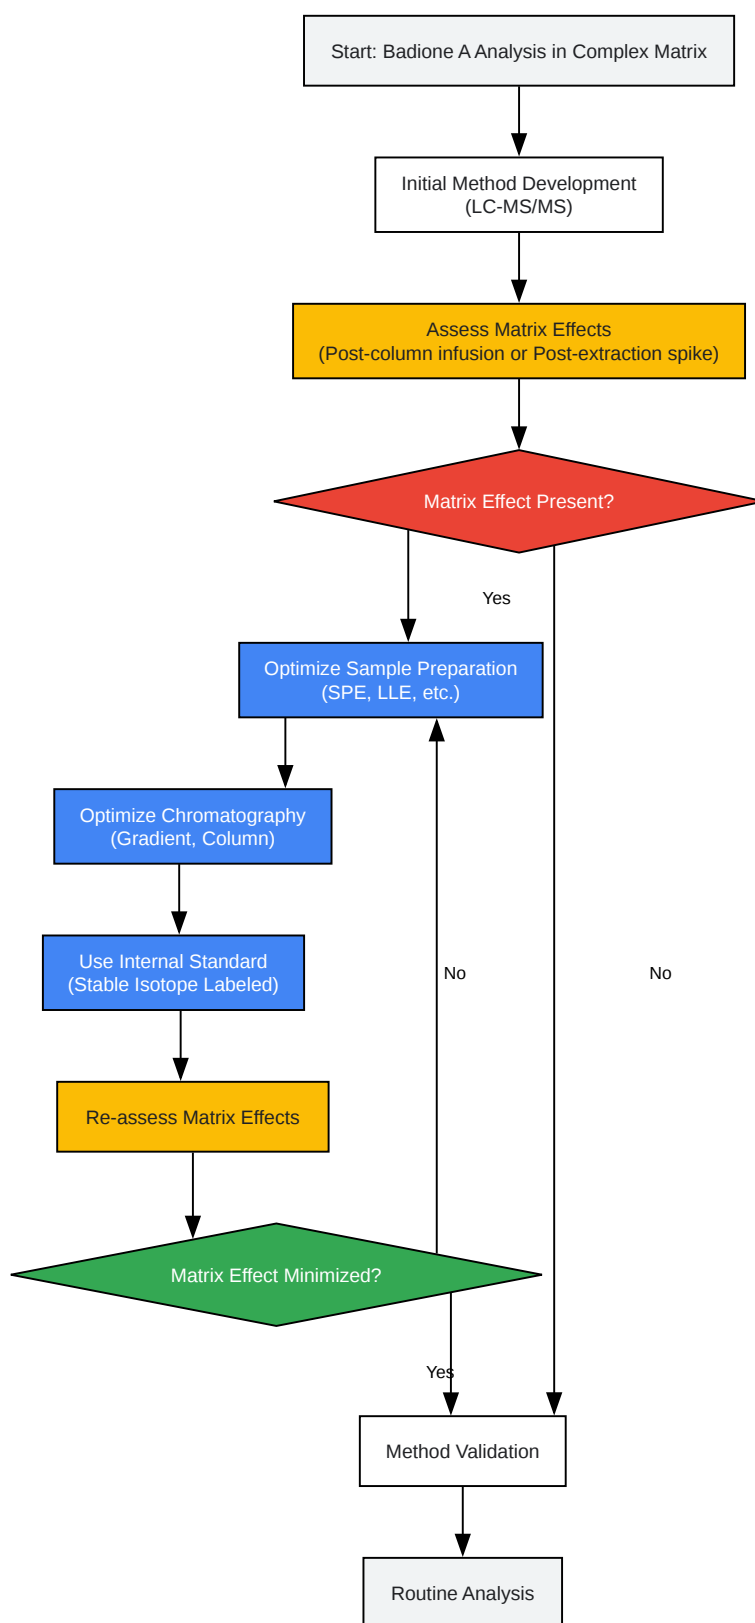 Start: Badione A Analysis in Complex Matrix
Initial Method Development
(LC-MS/MS)
Assess Matrix Effects
(Post-column infusion or Post-extraction spike)
Matrix Effect Present?
Yes
Optimize Sample Preparation
(SPE, LLE, etc.)
Optimize Chromatography
(Gradient, Column)
Use Internal Standard
(Stable Isotope Labeled)
No
No
Re-assess Matrix Effects
Matrix Effect Minimized?
Yes
Method Validation
Routine Analysis